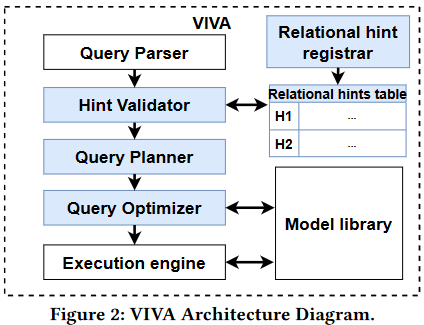 VIVA
Query Parser
Relational hint
registrar
Hint Validator
Relational hints table
H1 ...
H2 ...
Query Planner
Query Optimizer
Model library
Execution engine
Figure 2: VIVA Architecture Diagram.